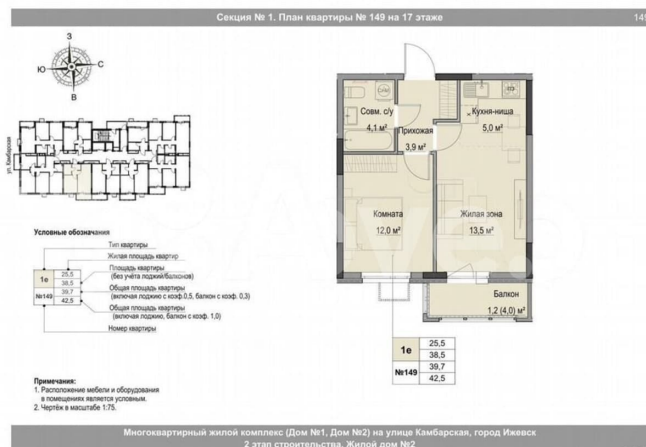 Секция № 1. План квартиры № 149 на 17 этаже
149
З
Ю
С
В
ул. Камбарская
Совм. с/у
4,1 м²
Прихожая
3,9 м²
Кухня-ниша
5,0 м²
Комната
12,0 м²
Жилая зона
13,5 м²
Балкон
1,2 (4,0) м²
Условные обозначения
Тип квартиры
Жилая площадь квартир
Площадь квартиры
(без учёта лоджий/балконов)
Общая площадь квартиры
(включая лоджию с коэф.0,5, балкон с коэф. 0,3)
Общая площадь квартиры
(включая лоджию, балкон с коэф. 1,0)
Номер квартиры
1е
№149
25,5
38,5
39,7
42,5
1е
№149
25,5
38,5
39,7
42,5
Примечания:
1. Расположение мебели и оборудования
в помещениях является условным.
2. Чертёж в масштабе 1:75.
Многоквартирный жилой комплекс (Дом №1, Дом №2) на улице Камбарская, город Ижевск
2 этап строительства. Жилой дом №2